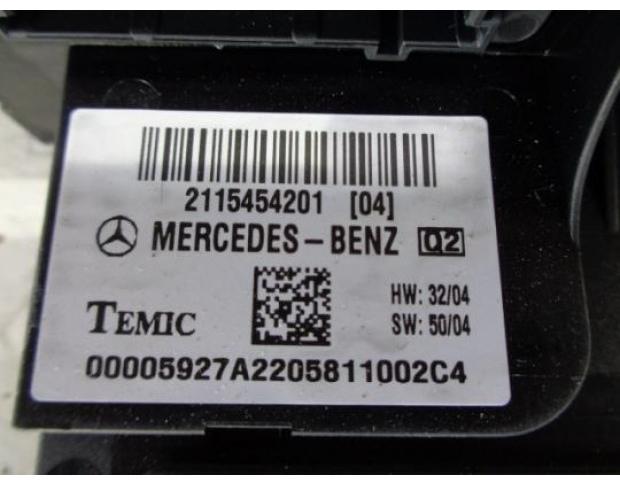 2115454201 [04]
MERCEDES-BENZ Q2
TEMIC
HW: 32/04
SW: 50/04
00005927A2205811002C4